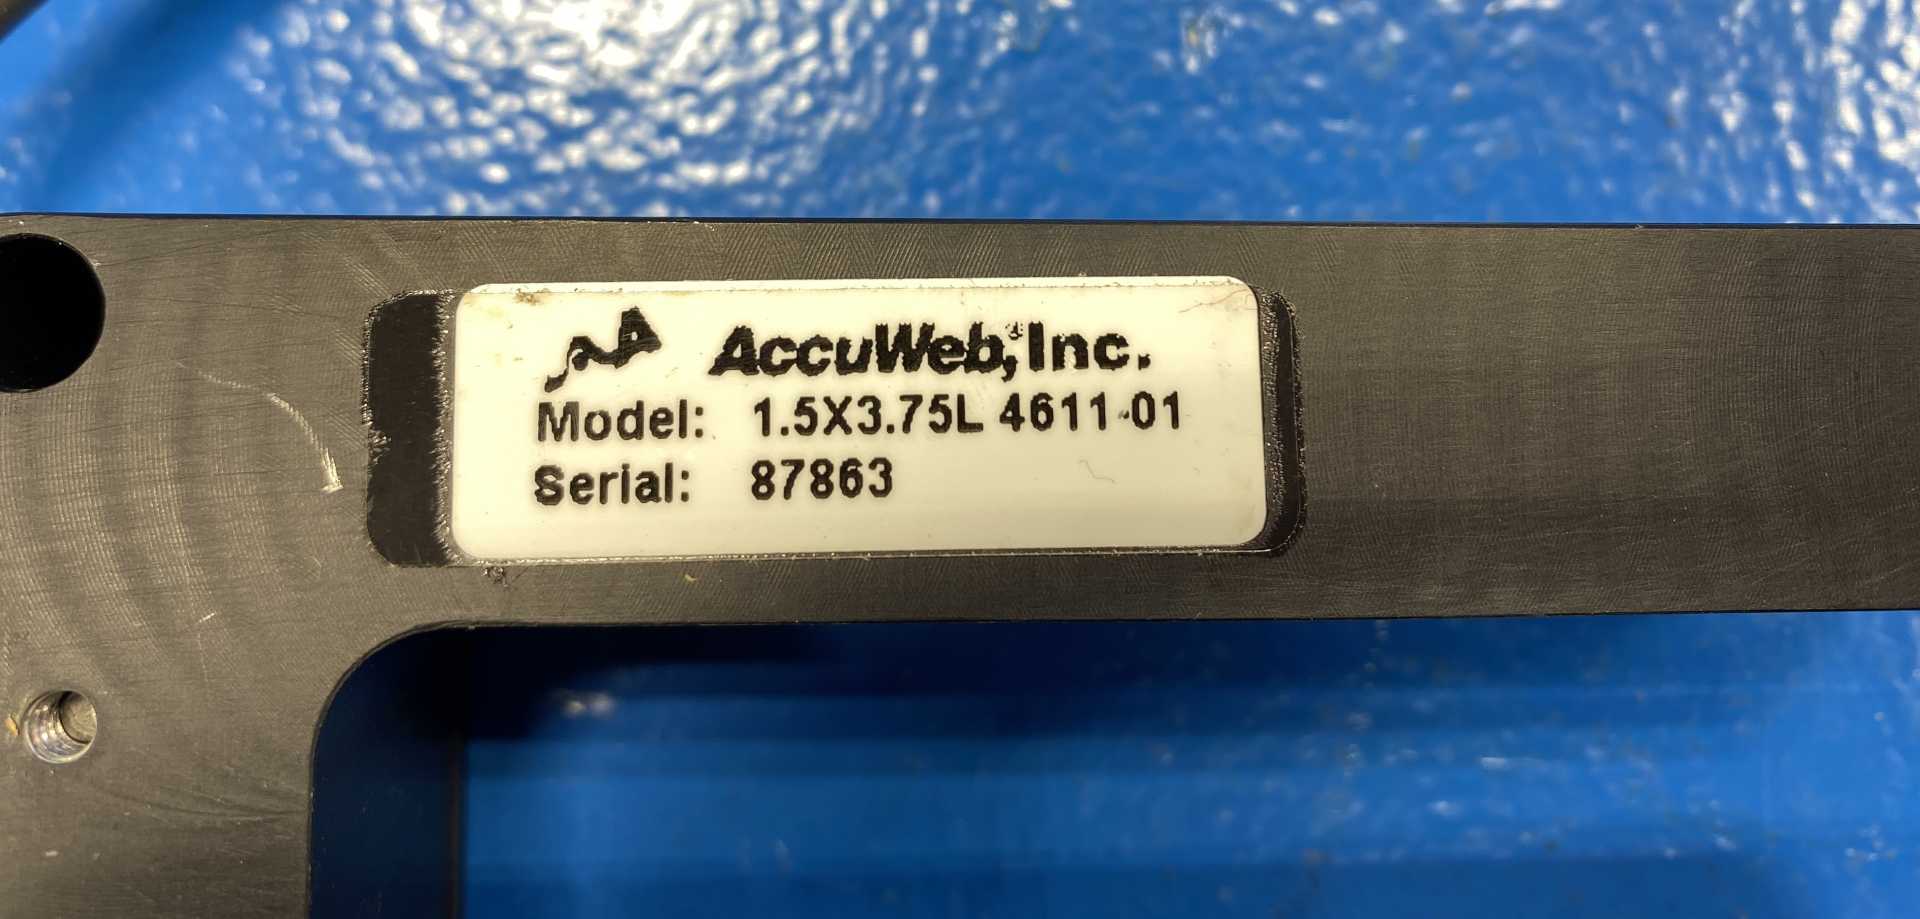 AccuWeb, Inc.
Model: 1.5X3.75L 4611-01
Serial: 87863